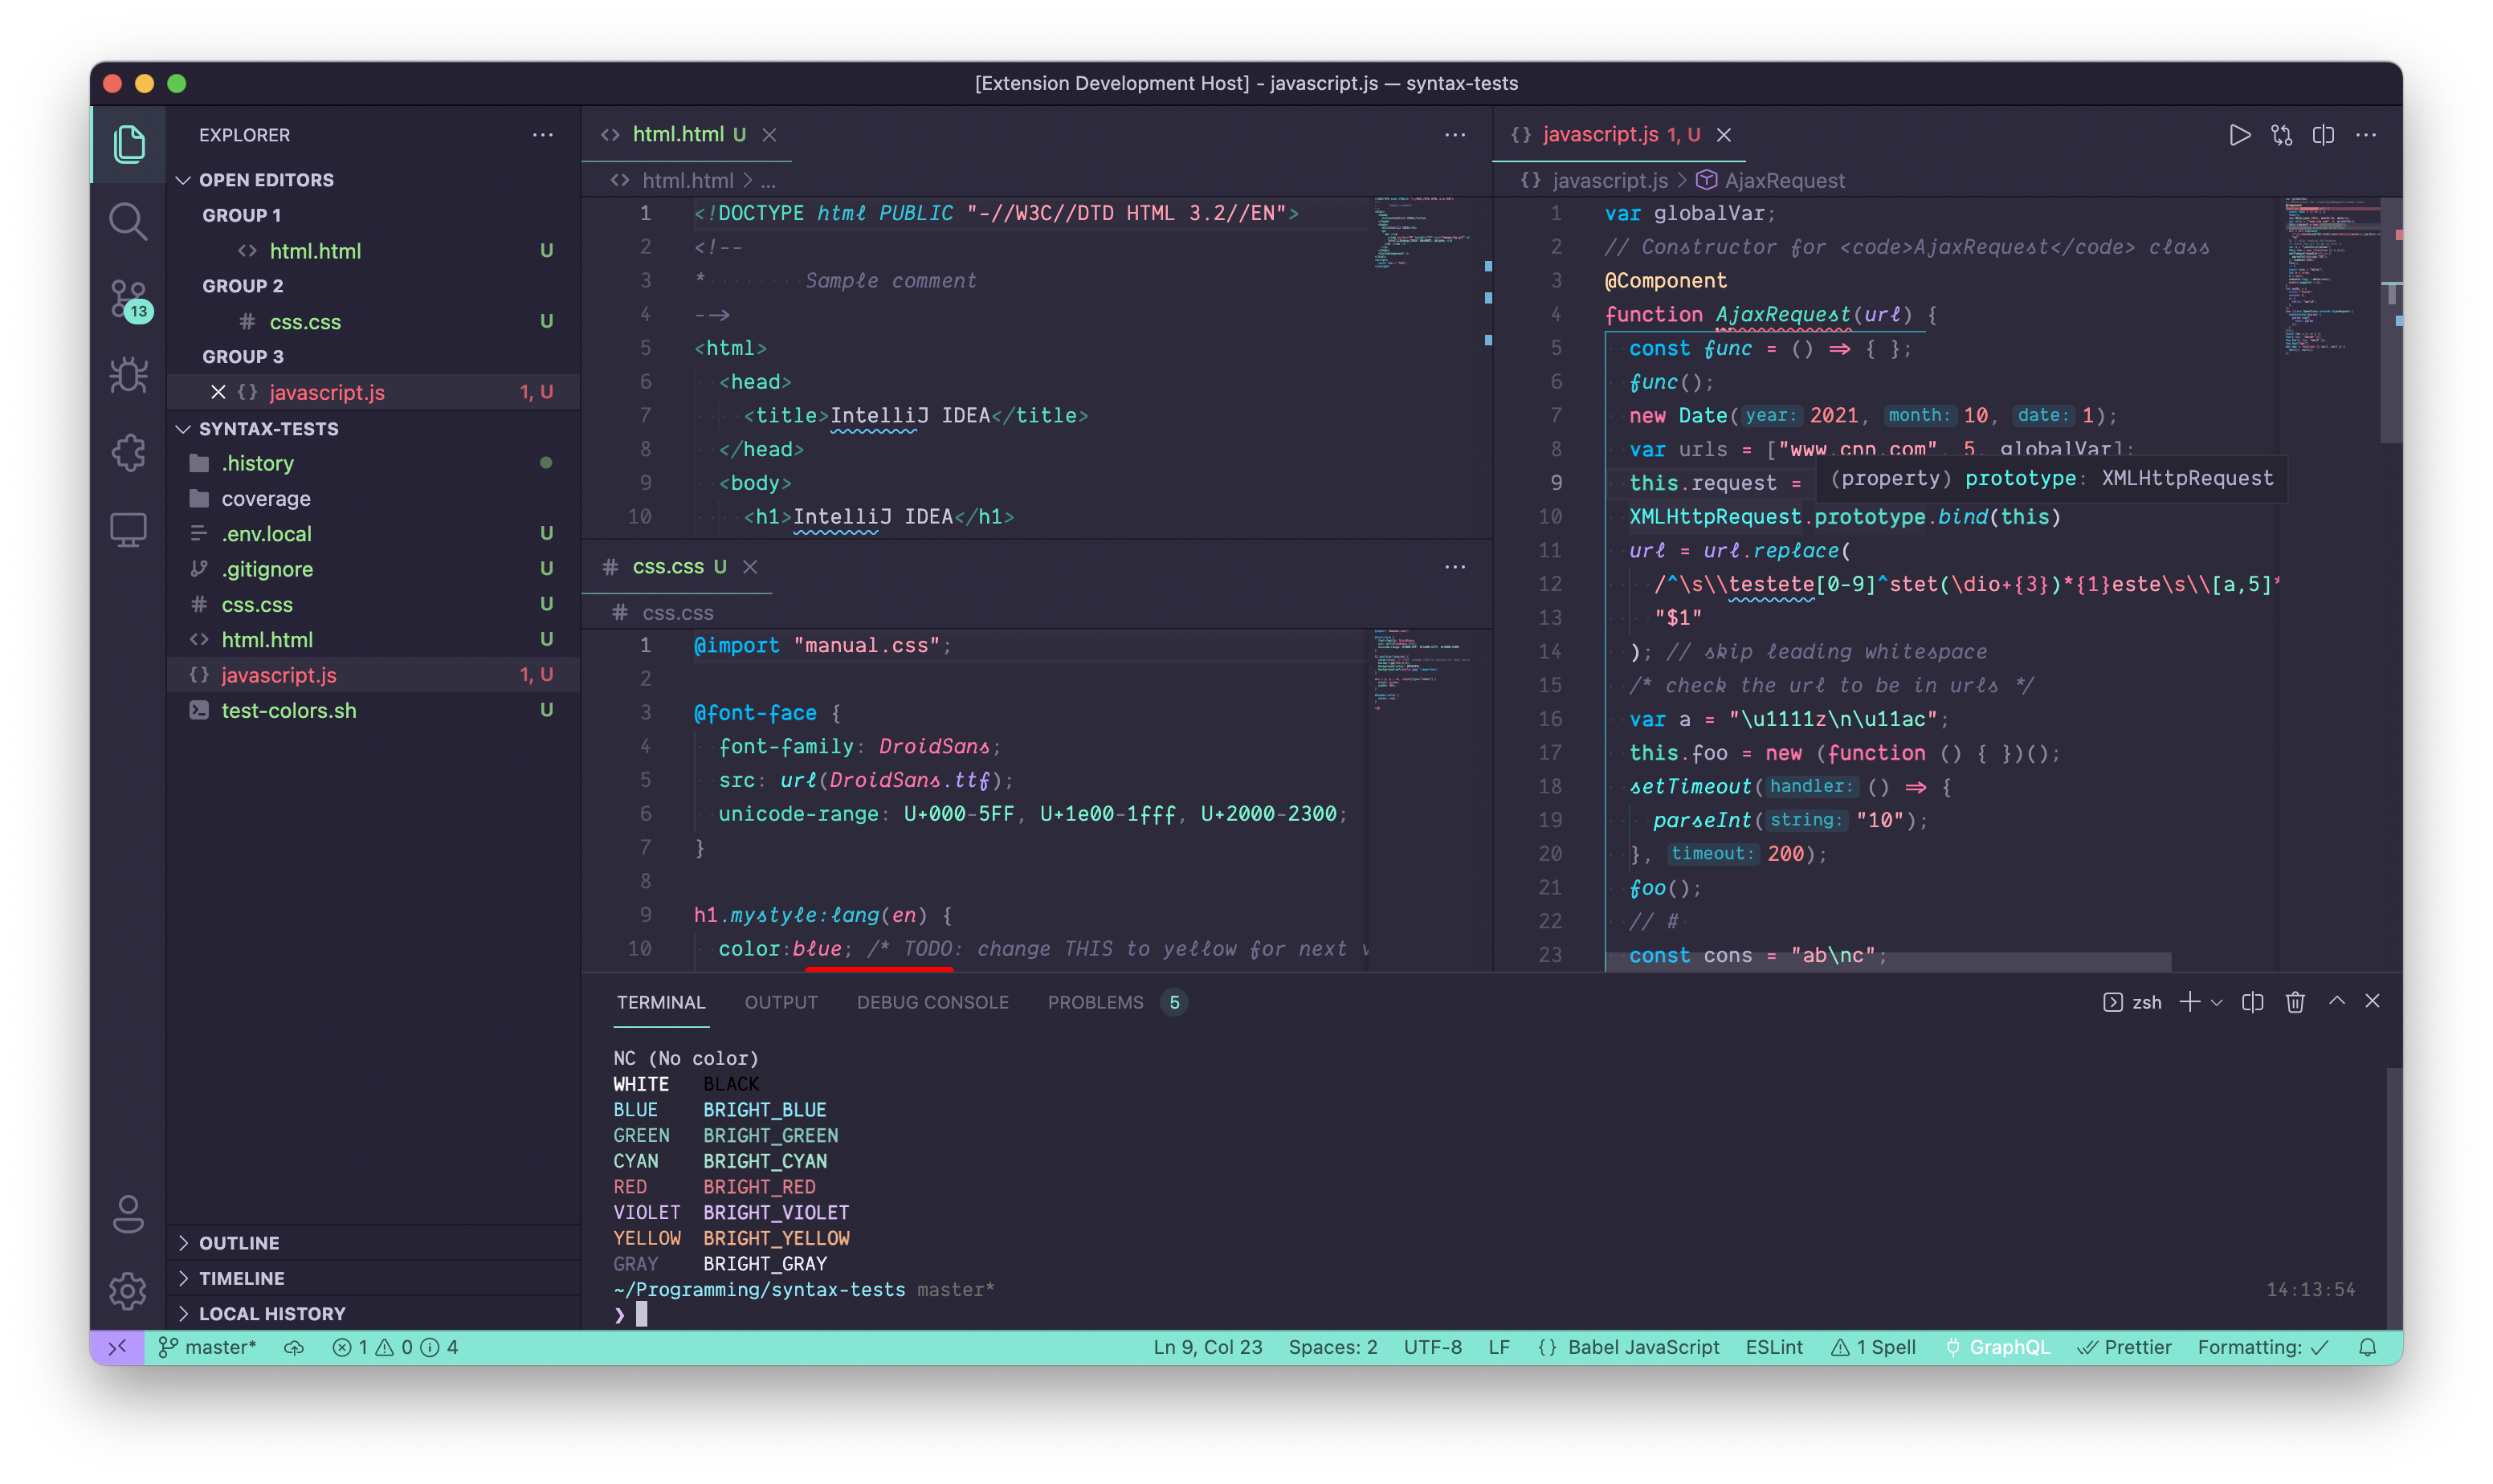 [Extension Development Host] - javascript.js — syntax-tests
EXPLORER
OPEN EDITORS
GROUP 1
html.html U
GROUP 2
css.css U
GROUP 3
javascript.js 1, U
SYNTAX-TESTS
.history
coverage
.env.local U
.gitignore U
css.css U
html.html U
javascript.js 1, U
test-colors.sh U
OUTLINE
TIMELINE
LOCAL HISTORY
13
html.html U
html.html > ...
1 <!DOCTYPE html PUBLIC "-//W3C//DTD HTML 3.2//EN">
2 <!--
3 * Sample comment
4 -->
5 <html>
6 <head>
7 <title>IntelliJ IDEA</title>
8 </head>
9 <body>
10 <h1>IntelliJ IDEA</h1>
css.css U
css.css
1 @import "manual.css";
2
3 @font-face {
4 font-family: DroidSans;
5 src: url(DroidSans.ttf);
6 unicode-range: U+000-5FF, U+1e00-1fff, U+2000-2300;
7 }
8
9 h1.mystyle:lang(en) {
10 color:blue; /* TODO: change THIS to yellow for next
javascript.js 1, U
javascript.js > AjaxRequest
1 var globalVar;
2 // Constructor for <code>AjaxRequest</code> class
3 @Component
4 function AjaxRequest(url) {
5 const func = () => { };
6 func();
7 new Date(year: 2021, month: 10, date: 1);
8 var urls = ["www.cnn.com", 5, globalVar];
9 this.request =
(property) prototype: XMLHttpRequest
10 XMLHttpRequest.prototype.bind(this)
11 url = url.replace(
12 /^\s\\testete[0-9]^stet(\dio+{3})*{1}este\s\\[a,5]*
13 "$1"
14 ); // skip leading whitespace
15 /* check the url to be in urls */
16 var a = "\u1111z\n\u11ac";
17 this.foo = new (function () { })();
18 setTimeout(handler: () => {
19 parseInt(string: "10");
20 }, timeout: 200);
21 foo();
22 // #
23 const cons = "ab\nc";
TERMINAL OUTPUT DEBUG CONSOLE PROBLEMS 5
zsh
NC (No color)
WHITE BLACK
BLUE BRIGHT_BLUE
GREEN BRIGHT_GREEN
CYAN BRIGHT_CYAN
RED BRIGHT_RED
VIOLET BRIGHT_VIOLET
YELLOW BRIGHT_YELLOW
GRAY BRIGHT_GRAY
~/Programming/syntax-tests master* 14:13:54
❯
master* 1 0 4 Ln 9, Col 23 Spaces: 2 UTF-8 LF {} Babel JavaScript ESLint 1 Spell GraphQL Prettier Formatting: ✓